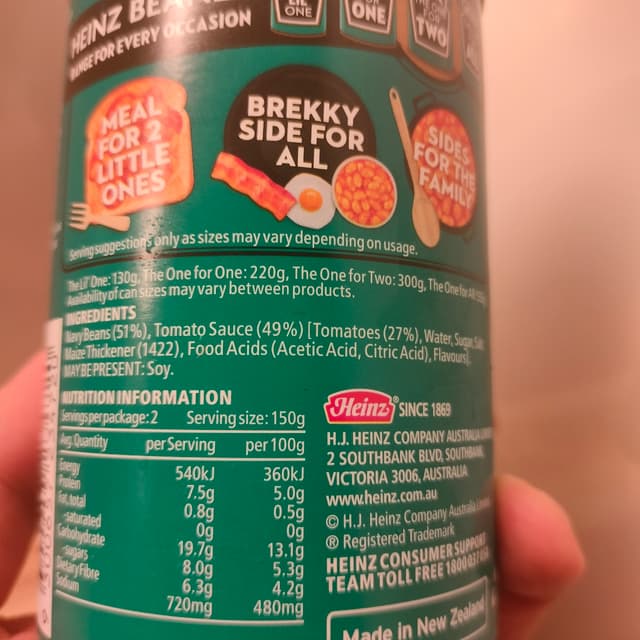 HEINZ BEANZ
RANGE FOR EVERY OCCASION
LIL'
ONE
ONE
FOR
TWO
MEAL
FOR 2
LITTLE
ONES
BREKKY
SIDE FOR
ALL
SIDES
FOR THE
FAMILY
Serving suggestions only as sizes may vary depending on usage.
The Lil' One: 130g, The One for One: 220g, The One for Two: 300g, The One for All
Availability of can sizes may vary between products.
INGREDIENTS
Navy Beans (51%), Tomato Sauce (49%) [Tomatoes (27%), Water, Sugar, Salt,
Maize Thickener (1422), Food Acids (Acetic Acid, Citric Acid), Flavours].
MAY BE PRESENT: Soy.
NUTRITION INFORMATION
Servings per package: 2 Serving size: 150g
Avg. Quantity per Serving per 100g
Energy 540kJ 360kJ
Protein 7.5g 5.0g
Fat, total 0.8g 0.5g
-saturated 0g 0g
Carbohydrate 19.7g 13.1g
-sugars 8.0g 5.3g
Dietary Fibre 6.3g 4.2g
Sodium 720mg 480mg
Heinz® SINCE 1869
H.J. HEINZ COMPANY AUSTRALIA
2 SOUTHBANK BLVD, SOUTHBANK,
VICTORIA 3006, AUSTRALIA
www.heinz.com.au
© H.J. Heinz Company Australia
® Registered Trademark
HEINZ CONSUMER SUPPORT
TEAM TOLL FREE 1800 037
Made in New Zealand